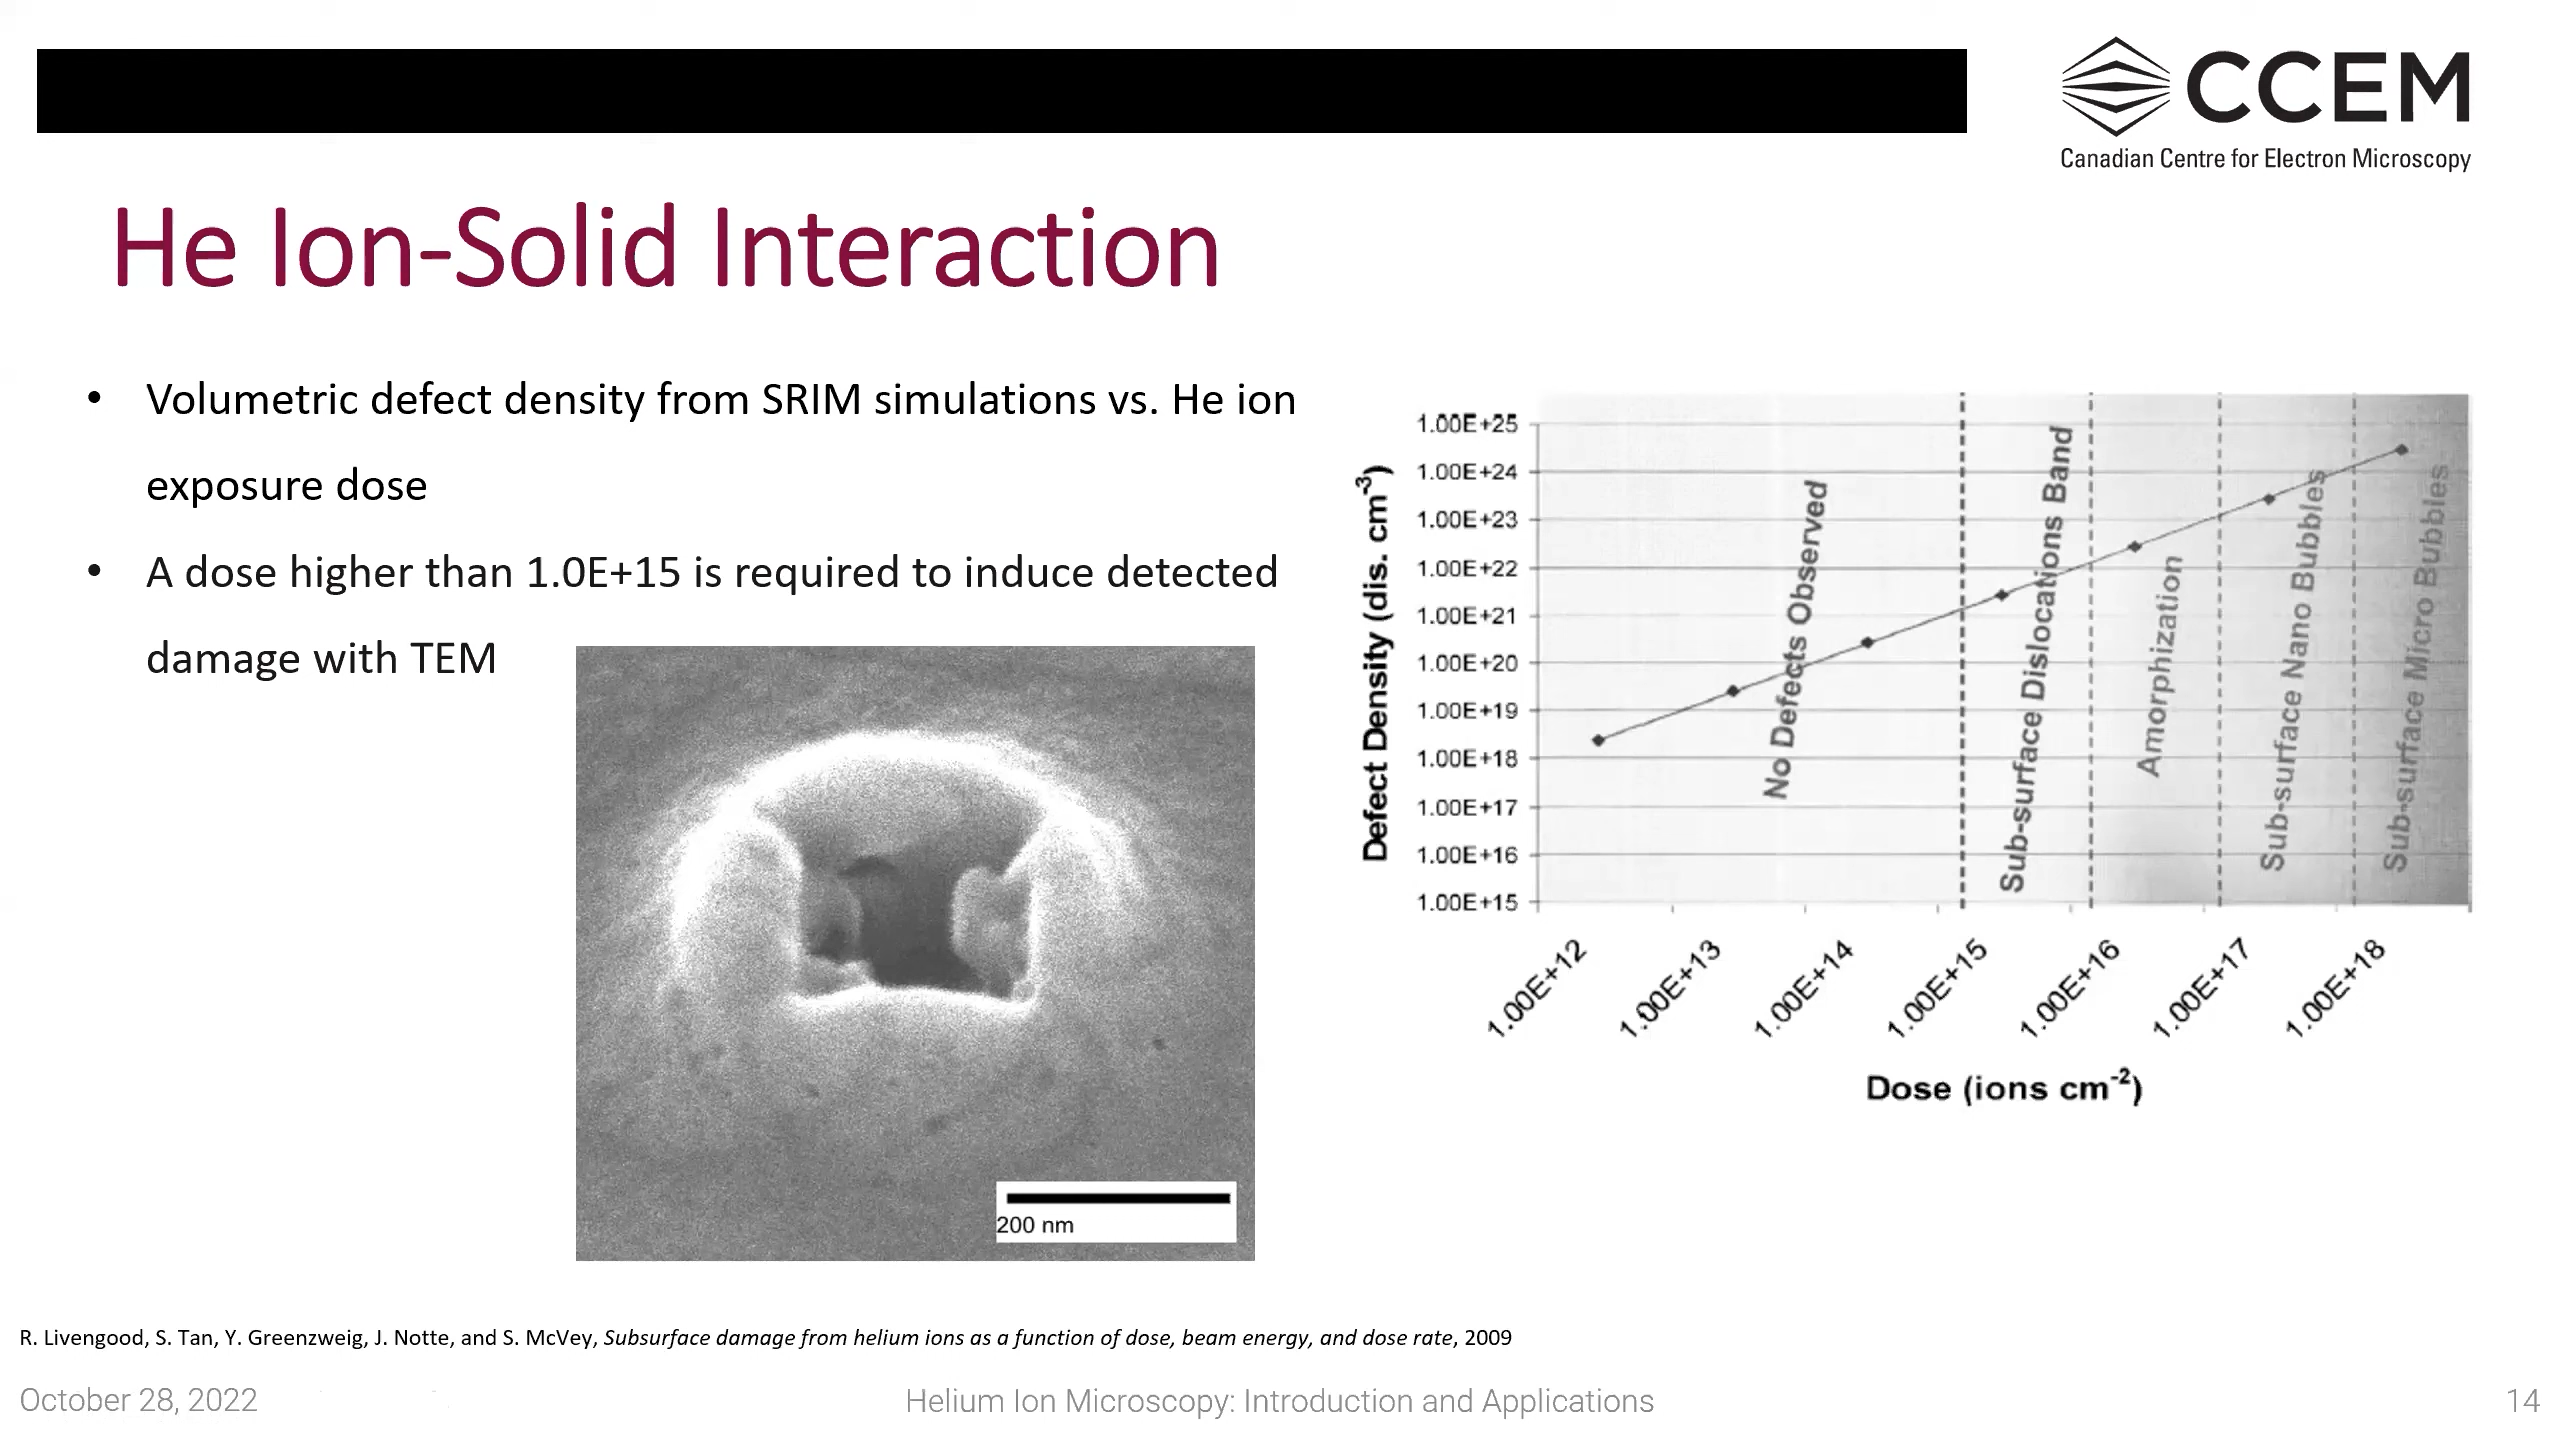 CCEM
Canadian Centre for Electron Microscopy
He Ion-Solid Interaction
• Volumetric defect density from SRIM simulations vs. He ion
exposure dose
• A dose higher than 1.0E+15 is required to induce detected
damage with TEM
200 nm
Defect Density (dis. cm⁻³)
1.00E+25
1.00E+24
1.00E+23
1.00E+22
1.00E+21
1.00E+20
1.00E+19
1.00E+18
1.00E+17
1.00E+16
1.00E+15
No Defects Observed
Sub-surface Dislocations Band
Amorphization
Sub-surface Nano Bubbles
Sub-surface Micro Bubbles
1.00E+12
1.00E+13
1.00E+14
1.00E+15
1.00E+16
1.00E+17
1.00E+18
Dose (ions cm⁻²)
R. Livengood, S. Tan, Y. Greenzweig, J. Notte, and S. McVey, Subsurface damage from helium ions as a function of dose, beam energy, and dose rate, 2009
October 28, 2022
Helium Ion Microscopy: Introduction and Applications
14